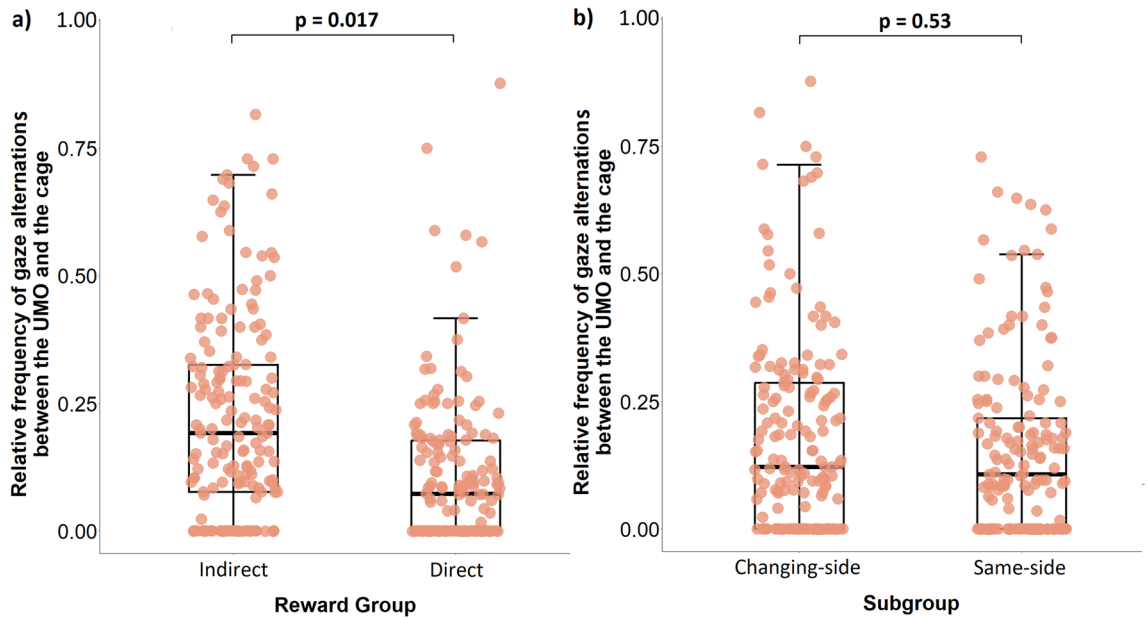 a)
p = 0.017
1.00
0.75
0.50
0.25
0.00
Relative frequency of gaze alternations
between the UMO and the cage
Indirect
Direct
Reward Group
b)
p = 0.53
1.00
0.75
0.50
0.25
0.00
Relative frequency of gaze alternations
between the UMO and the cage
Changing-side
Same-side
Subgroup